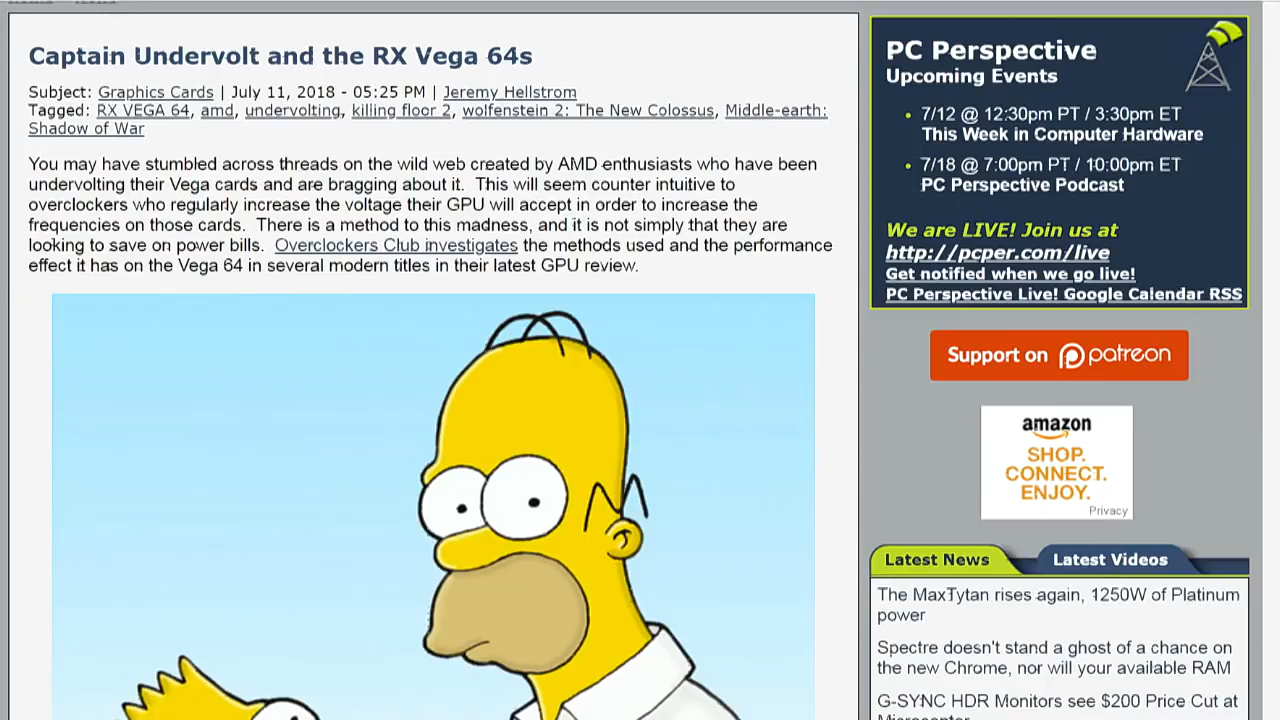 Captain Undervolt and the RX Vega 64s
Subject: Graphics Cards | July 11, 2018 - 05:25 PM | Jeremy Hellstrom
Tagged: RX VEGA 64, amd, undervolting, killing floor 2, wolfenstein 2: The New Colossus, Middle-earth:
Shadow of War
You may have stumbled across threads on the wild web created by AMD enthusiasts who have been
undervolting their Vega cards and are bragging about it. This will seem counter intuitive to
overclockers who regularly increase the voltage their GPU will accept in order to increase the
frequencies on those cards. There is a method to this madness, and it is not simply that they are
looking to save on power bills. Overclockers Club investigates the methods used and the performance
effect it has on the Vega 64 in several modern titles in their latest GPU review.
PC Perspective
Upcoming Events
• 7/12 @ 12:30pm PT / 3:30pm ET
This Week in Computer Hardware
• 7/18 @ 7:00pm PT / 10:00pm ET
PC Perspective Podcast
We are LIVE! Join us at
http://pcper.com/live
Get notified when we go live!
PC Perspective Live! Google Calendar RSS
Support on patreon
amazon
SHOP.
CONNECT.
ENJOY.
Privacy
Latest News
Latest Videos
The MaxTytan rises again, 1250W of Platinum
power
Spectre doesn't stand a ghost of a chance on
the new Chrome, nor will your available RAM
G-SYNC HDR Monitors see $200 Price Cut at